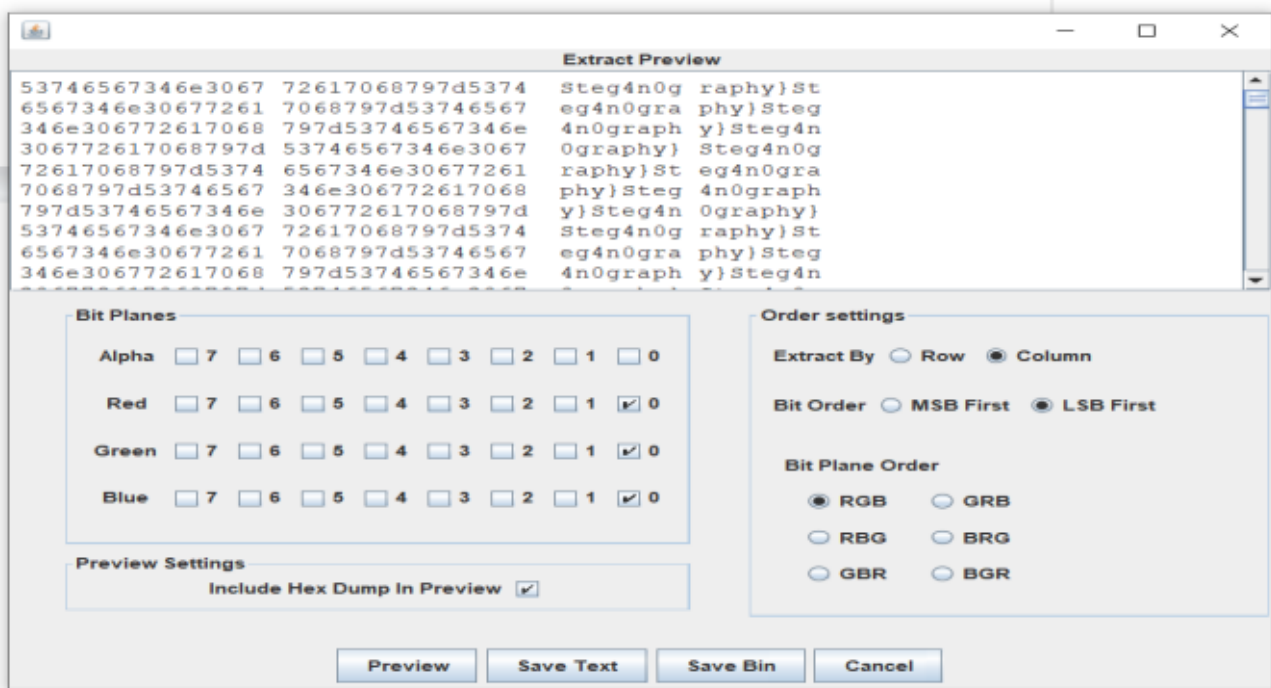 Extract Preview
53746567346e3067 72617068797d5374 Steg4n0g raphy}St
6567346e30677261 7068797d53746567 eg4n0gra phy}Steg
346e306772617068 797d53746567346e 4n0graph y}Steg4n
306772617068797d 53746567346e3067 0graphy} Steg4n0g
72617068797d5374 6567346e30677261 raphy}St eg4n0gra
7068797d53746567 346e306772617068 phy}Steg 4n0graph
797d53746567346e 306772617068797d y}Steg4n 0graphy}
53746567346e3067 72617068797d5374 Steg4n0g raphy}St
6567346e30677261 7068797d53746567 eg4n0gra phy}Steg
346e306772617068 797d53746567346e 4n0graph y}Steg4n
Bit Planes
Alpha 7 6 5 4 3 2 1 0
Red 7 6 5 4 3 2 1 0
Green 7 6 5 4 3 2 1 0
Blue 7 6 5 4 3 2 1 0
Preview Settings
Include Hex Dump In Preview
Order settings
Extract By Row Column
Bit Order MSB First LSB First
Bit Plane Order
RGB GRB
RBG BRG
GBR BGR
Preview Save Text Save Bin Cancel